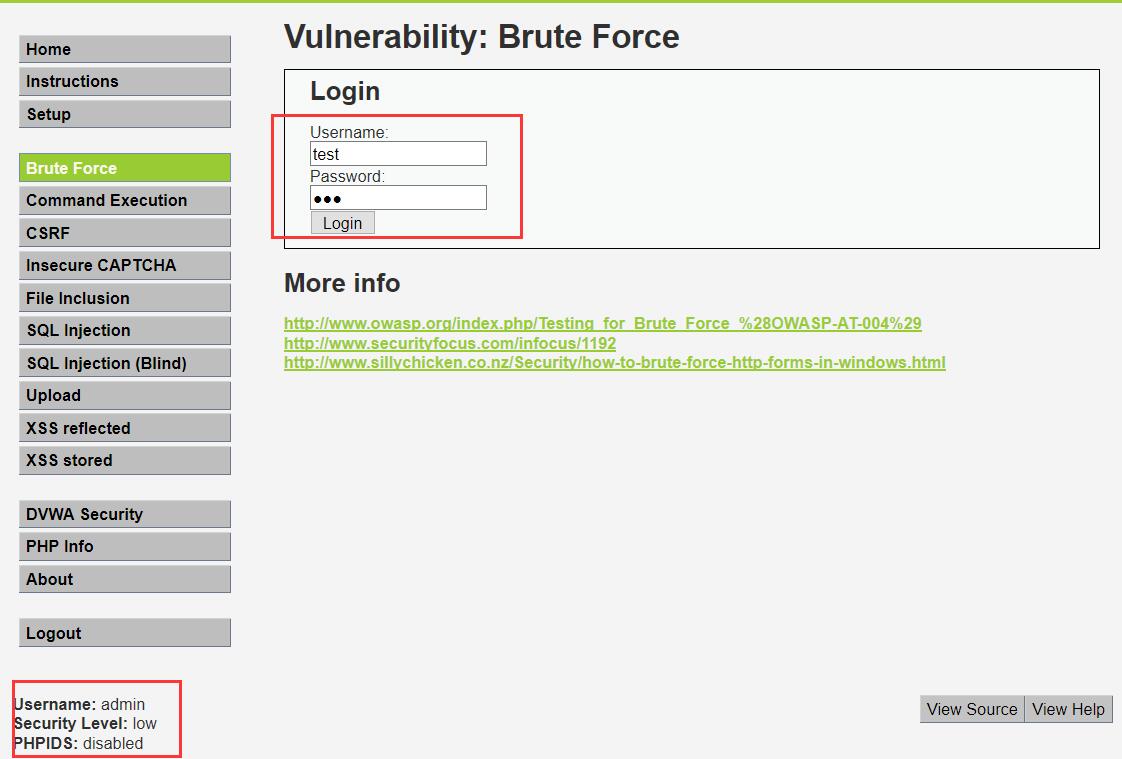 Home
Instructions
Setup
Brute Force
Command Execution
CSRF
Insecure CAPTCHA
File Inclusion
SQL Injection
SQL Injection (Blind)
Upload
XSS reflected
XSS stored
DVWA Security
PHP Info
About
Logout
Username: admin
Security Level: low
PHPIDS: disabled
Vulnerability: Brute Force
Login
Username:
test
Password:
●●●
Login
More info
http://www.owasp.org/index.php/Testing_for_Brute_Force_%28OWASP-AT-004%29
http://www.securityfocus.com/infocus/1192
http://www.sillychicken.co.nz/Security/how-to-brute-force-http-forms-in-windows.html
View Source
View Help